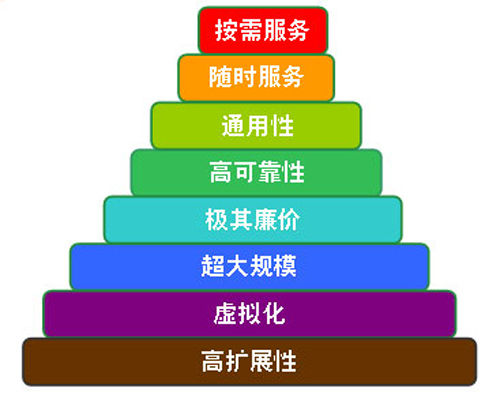 按需服务
随时服务
通用性
高可靠性
极其廉价
超大规模
虚拟化
高扩展性